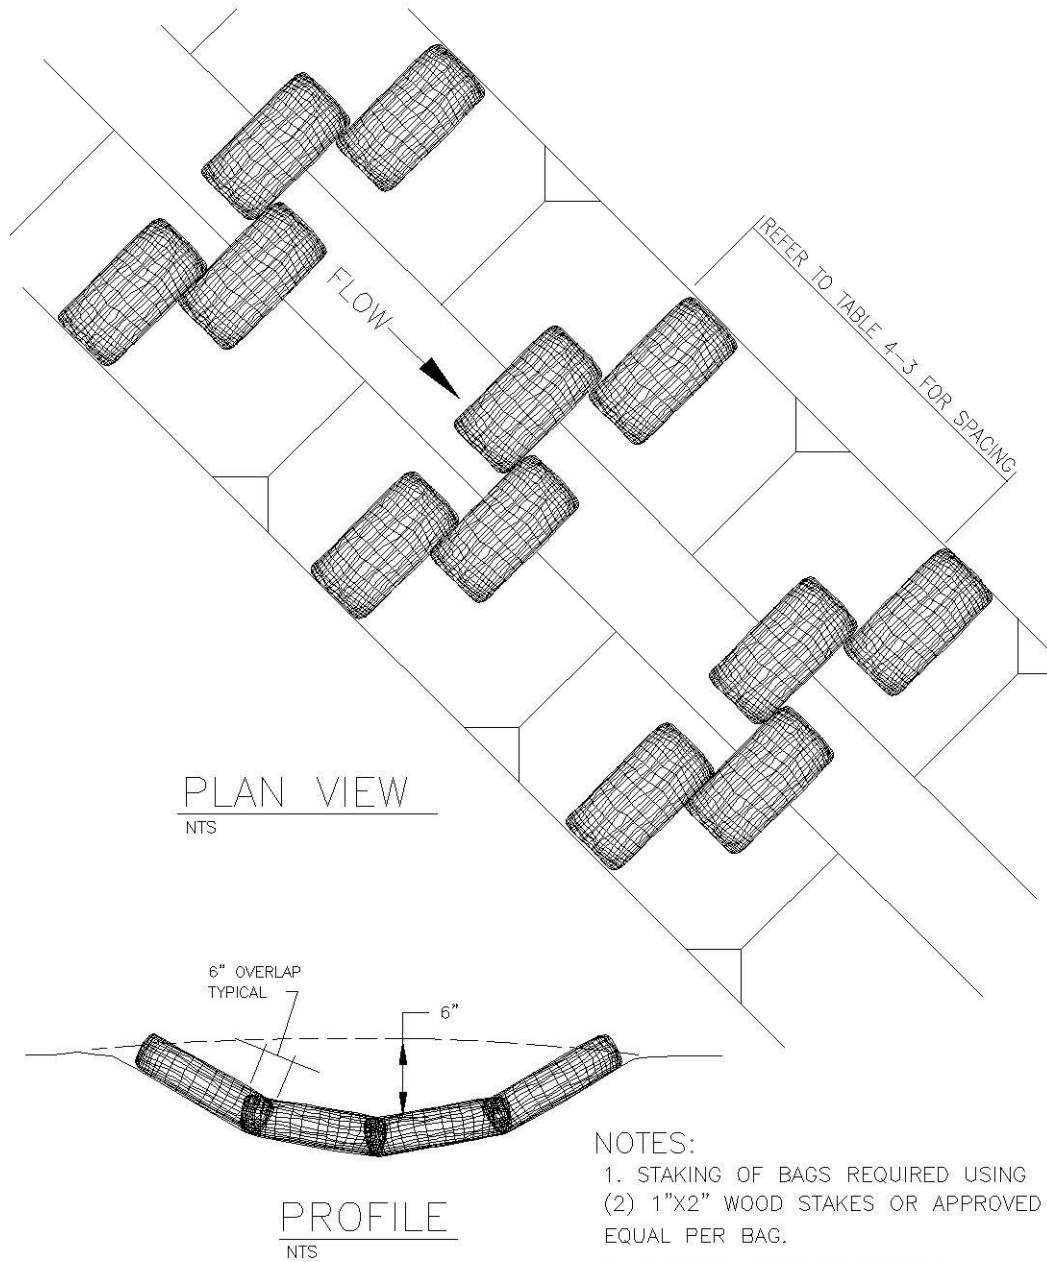 FLOW
REFER TO TABLE 4-3 FOR SPACING
PLAN VIEW
NTS
6" OVERLAP
TYPICAL
6"
NOTES:
1. STAKING OF BAGS REQUIRED USING
(2) 1"X2" WOOD STAKES OR APPROVED
EQUAL PER BAG.
PROFILE
NTS